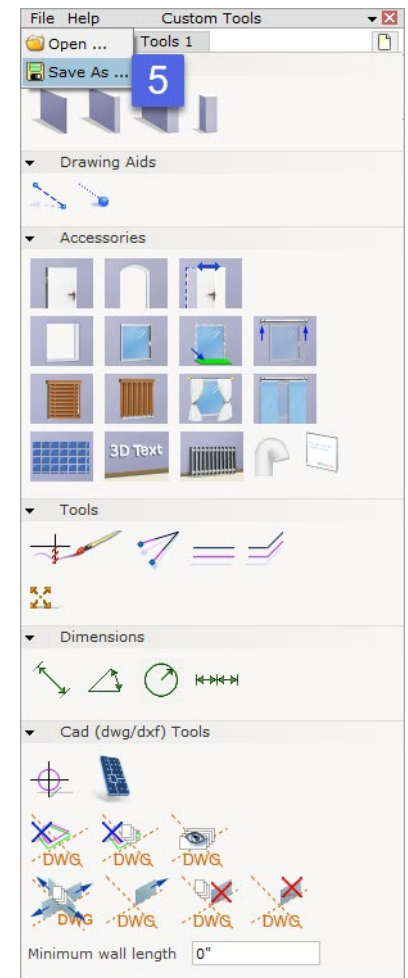 File Help Custom Tools
Open ... Tools 1
Save As ... 5
Drawing Aids
Accessories
3D Text
Tools
Dimensions
Cad (dwg/dxf) Tools
DWG DWG DWG
DWG DWG DWG DWG
Minimum wall length 0"